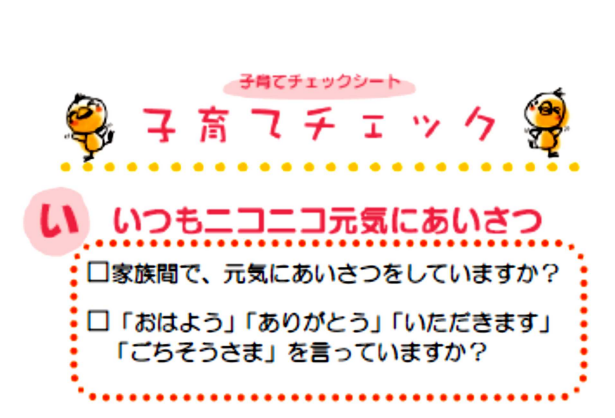 子育てチェックシート
子育てチェック
い いつもニコニコ元気にあいさつ
□家族間で、元気にあいさつをしていますか？
□「おはよう」「ありがとう」「いただきます」
「ごちそうさま」を言っていますか？